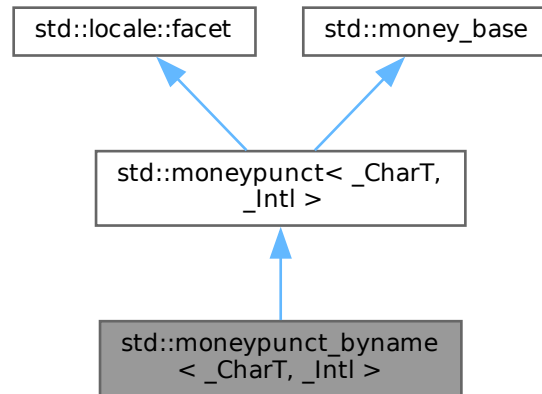 std::locale::facet
std::money_base
std::moneypunct< _CharT,
_Intl >
std::moneypunct_byname
< _CharT, _Intl >